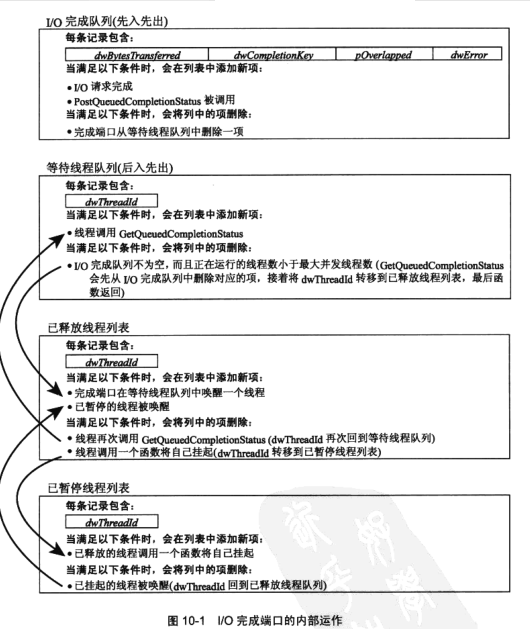 I/O 完成队列(先入先出)
每条记录包含：
dwBytesTransferred dwCompletionKey pOverlapped dwError
当满足以下条件时，会在列表中添加新项：
• I/O 请求完成
• PostQueuedCompletionStatus 被调用
当满足以下条件时，会将列中的项删除：
• 完成端口从等待线程队列中删除一项
等待线程队列(后入先出)
每条记录包含：
dwThreadId
当满足以下条件时，会在列表中添加新项：
• 线程调用 GetQueuedCompletionStatus
当满足以下条件时，会将列中的项删除：
• I/O 完成队列不为空，而且正在运行的线程数小于最大并发线程数 (GetQueuedCompletionStatus
会先从 I/O 完成队列中删除对应的项，接着将 dwThreadId 转移到已释放线程列表，最后函
数返回)
已释放线程列表
每条记录包含：
dwThreadId
当满足以下条件时，会在列表中添加新项：
• 完成端口在等待线程队列中唤醒一个线程
• 已暂停的线程被唤醒
当满足以下条件时，会将列中的项删除：
• 线程再次调用 GetQueuedCompletionStatus (dwThreadId 再次回到等待线程队列)
• 线程调用一个函数将自己挂起(dwThreadId 转移到已暂停线程列表)
已暂停线程列表
每条记录包含：
dwThreadId
当满足以下条件时，会在列表中添加新项：
• 已释放的线程调用一个函数将自己挂起
当满足以下条件时，会将列中的项删除：
• 已挂起的线程被唤醒(dwThreadId 回到已释放线程队列)
图 10-1 I/O 完成端口的内部运作